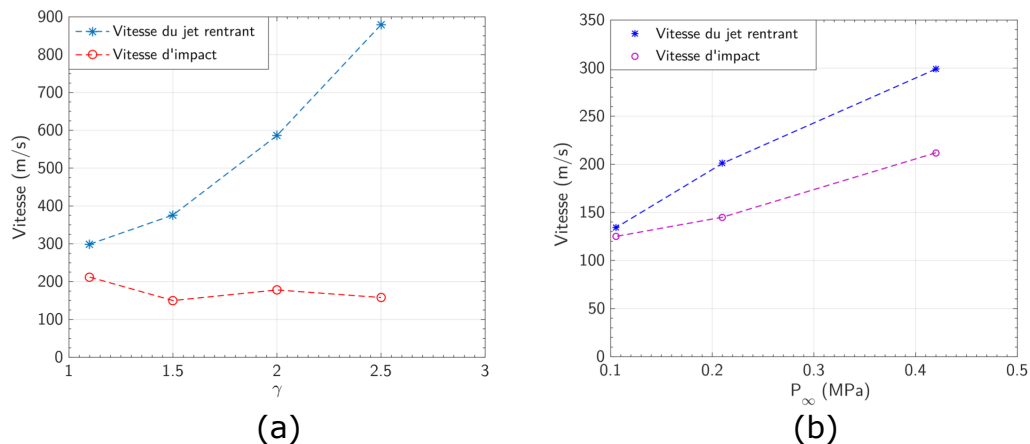 900
800
700
600
500
400
300
200
100
0
Vitesse (m/s)
Vitesse du jet rentrant
Vitesse d'impact
1
1.5
2
2.5
3
γ
(a)
350
300
250
200
150
100
50
0
Vitesse (m/s)
Vitesse du jet rentrant
Vitesse d'impact
0.1
0.2
0.3
0.4
0.5
P∞ (MPa)
(b)